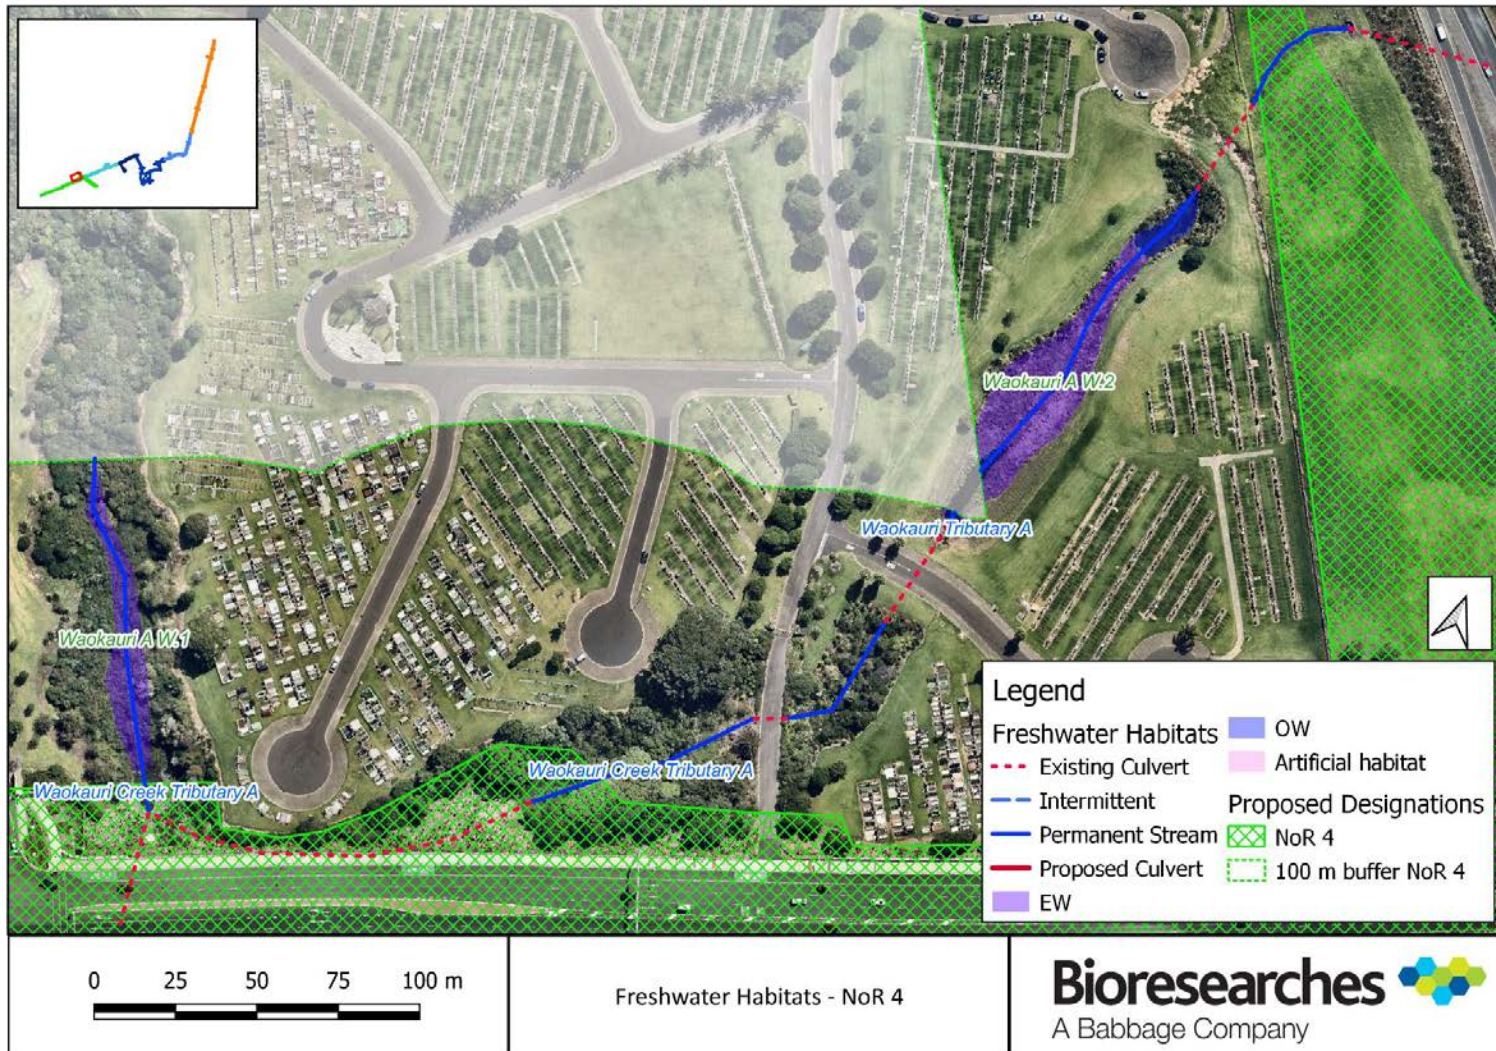 Waokauri A W.2
Waokauri Tributary A
Waokauri A W.1
Waokauri Creek Tributary A
Waokauri Creek Tributary A
Legend
Freshwater Habitats
Existing Culvert
Intermittent
Permanent Stream
Proposed Culvert
EW
OW
Artificial habitat
Proposed Designations
NoR 4
100 m buffer NoR 4
0 25 50 75 100 m
Freshwater Habitats - NoR 4
Bioresearches
A Babbage Company